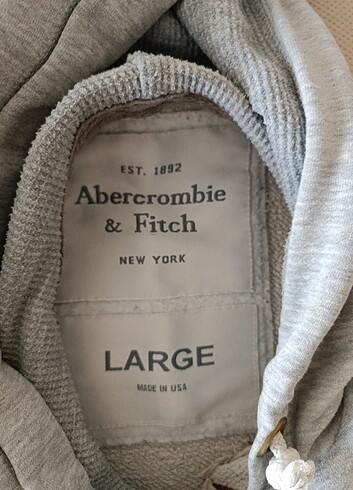 EST. 1892
Abercrombie
& Fitch
NEW YORK
LARGE
MADE IN USA